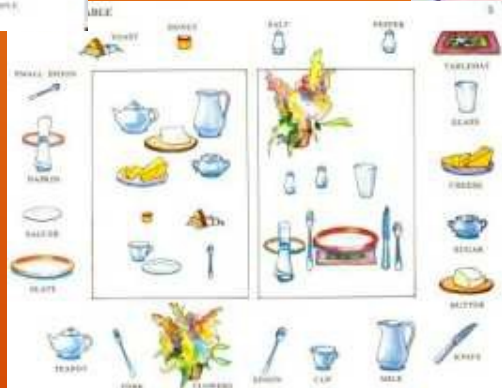 TOAST
HONEY
SALT
PEPPER
TABLEMAT
SMALL SPOON
GLASS
NAPKIN
CHEESE
SAUCER
SUGAR
PLATE
BUTTER
TEAPOT
FORK
FLOWERS
SPOON
CUP
MILK
KNIFE